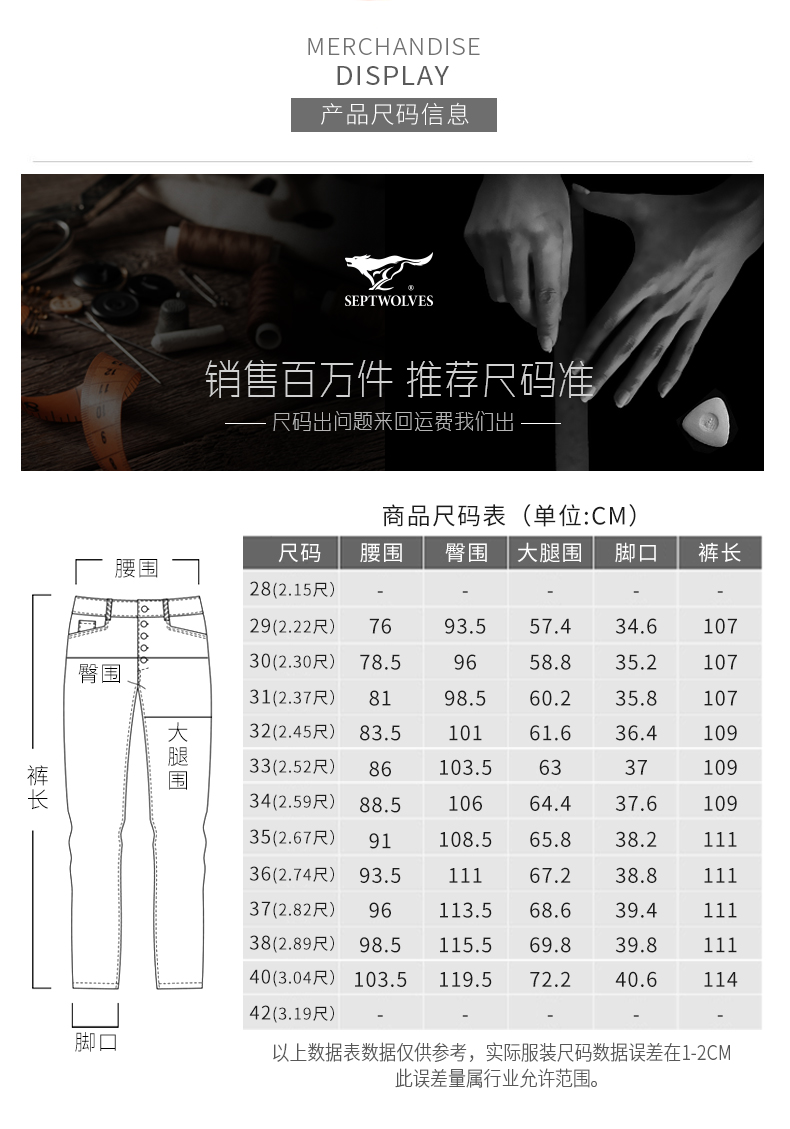 MERCHANDISE
DISPLAY
产品尺码信息
SEPTWOLVES
销售百万件 推荐尺码准
尺码出问题来回运费我们出
商品尺码表（单位:CM）
腰围
臀围
大腿围
裤长
脚口
尺码 腰围 臀围 大腿围 脚口 裤长
28(2.15尺) - - - - -
29(2.22尺) 76 93.5 57.4 34.6 107
30(2.30尺) 78.5 96 58.8 35.2 107
31(2.37尺) 81 98.5 60.2 35.8 107
32(2.45尺) 83.5 101 61.6 36.4 109
33(2.52尺) 86 103.5 63 37 109
34(2.59尺) 88.5 106 64.4 37.6 109
35(2.67尺) 91 108.5 65.8 38.2 111
36(2.74尺) 93.5 111 67.2 38.8 111
37(2.82尺) 96 113.5 68.6 39.4 111
38(2.89尺) 98.5 115.5 69.8 39.8 111
40(3.04尺) 103.5 119.5 72.2 40.6 114
42(3.19尺) - - - - -
以上数据表数据仅供参考，实际服装尺码数据误差在1-2CM
此误差量属行业允许范围。